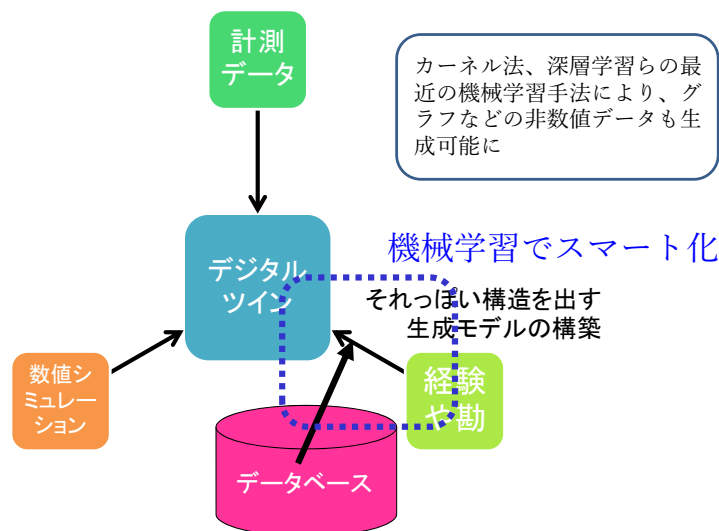 計測
データ
カーネル法、深層学習らの最
近の機械学習手法により、グ
ラフなどの非数値データも生
成可能に
機械学習でスマート化
デジタル
ツイン
それっぽい構造を出す
生成モデルの構築
数値シ
ミュレー
ション
経験
や勘
データベース